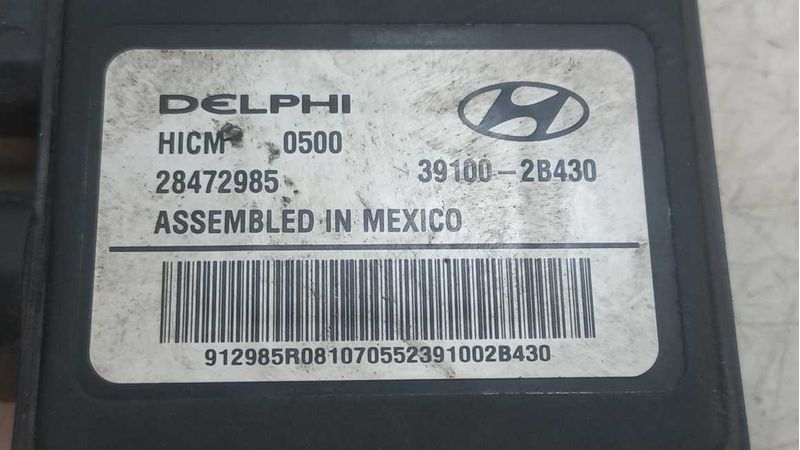 DELPHI
HICM 0500
28472985 39100-2B430
ASSEMBLED IN MEXICO
912985R081070552391002B430